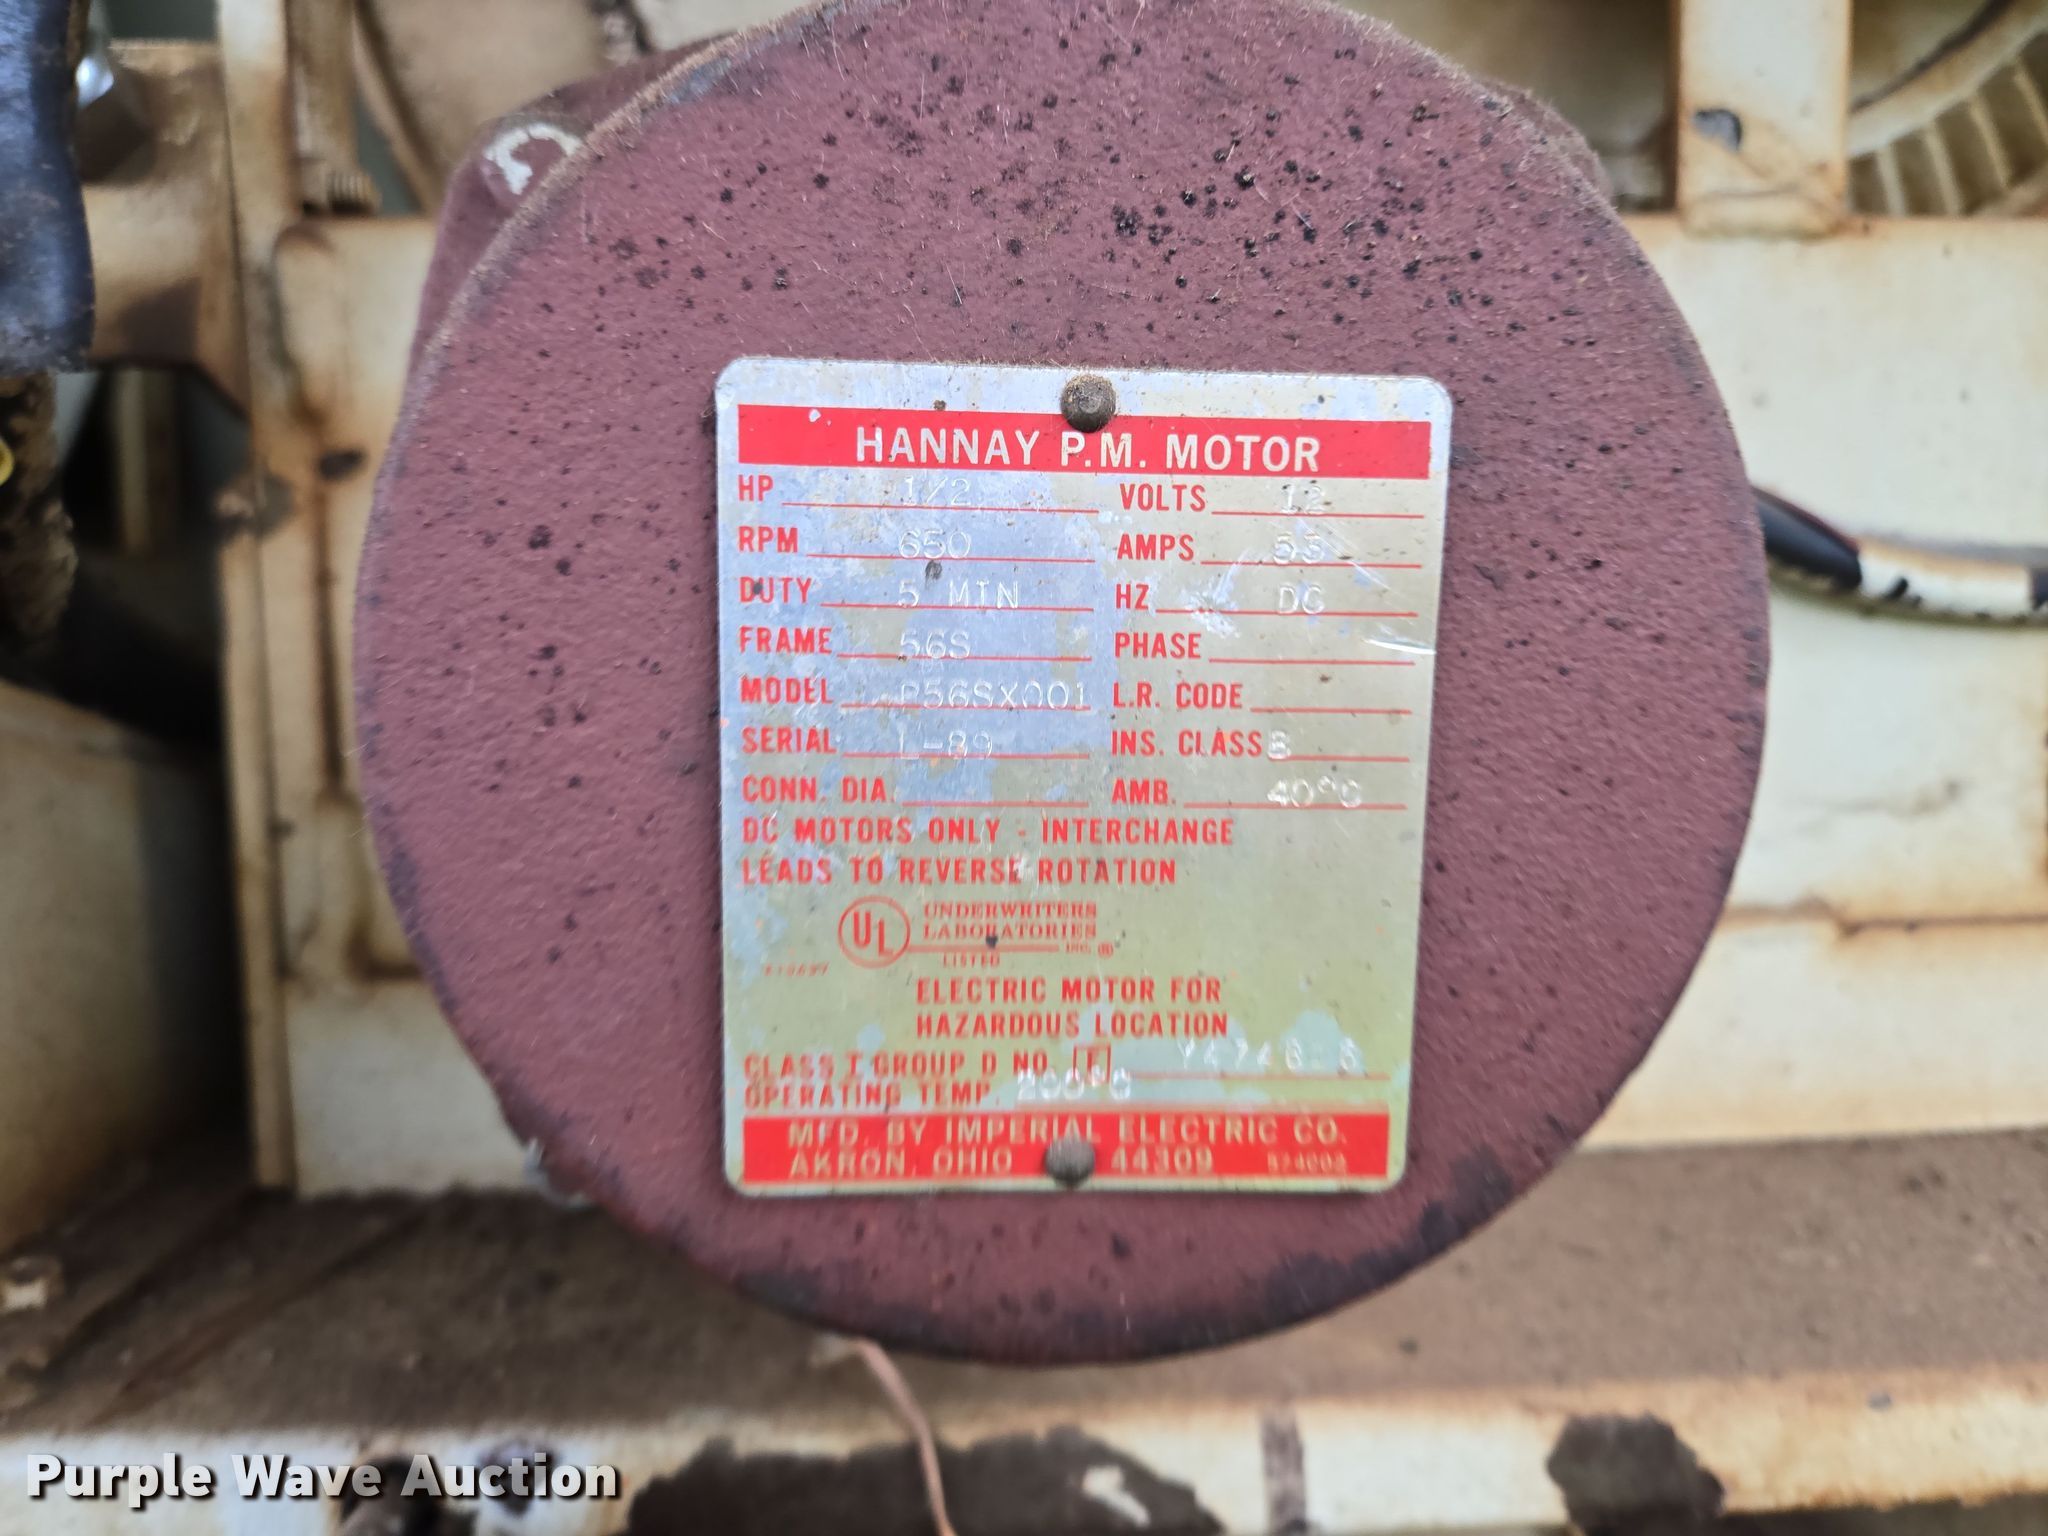 HANNAY P.M. MOTOR
HP 1/2 VOLTS 12
RPM 650 AMPS 53
DUTY 5 MIN HZ DC
FRAME 56S PHASE
MODEL P56SX001 L.R. CODE
SERIAL L-89 INS. CLASS B
CONN. DIA. AMB. 40°C
DC MOTORS ONLY - INTERCHANGE
LEADS TO REVERSE ROTATION
UL UNDERWRITERS
LABORATORIES
INC. ®
LISTED
ELECTRIC MOTOR FOR
HAZARDOUS LOCATION
CLASS I GROUP D NO. E
OPERATING TEMP. 200°C
MFD. BY IMPERIAL ELECTRIC CO.
AKRON, OHIO 44309
Purple Wave Auction